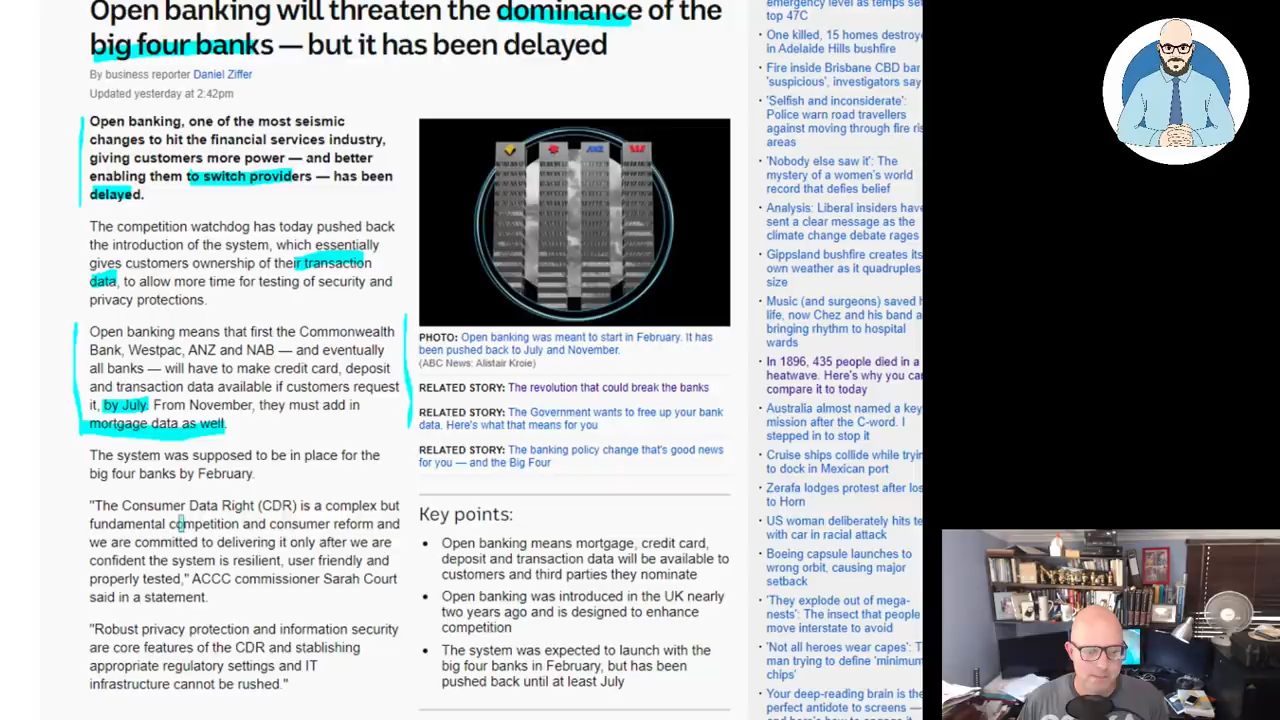 Open banking will threaten the dominance of the
big four banks — but it has been delayed
By business reporter Daniel Ziffer
Updated yesterday at 2:42pm
Open banking, one of the most seismic
changes to hit the financial services industry,
giving customers more power — and better
enabling them to switch providers — has been
delayed.
The competition watchdog has today pushed back
the introduction of the system, which essentially
gives customers ownership of their transaction
data, to allow more time for testing of security and
privacy protections.
Open banking means that first the Commonwealth
Bank, Westpac, ANZ and NAB — and eventually
all banks — will have to make credit card, deposit
and transaction data available if customers request
it, by July. From November, they must add in
mortgage data as well.
The system was supposed to be in place for the
big four banks by February.
"The Consumer Data Right (CDR) is a complex but
fundamental competition and consumer reform and
we are committed to delivering it only after we are
confident the system is resilient, user friendly and
properly tested," ACCC commissioner Sarah Court
said in a statement.
"Robust privacy protection and information security
are core features of the CDR and stablishing
appropriate regulatory settings and IT
infrastructure cannot be rushed."
ANZ
PHOTO: Open banking was meant to start in February. It has
been pushed back to July and November.
(ABC News: Alistair Kroie)
RELATED STORY: The revolution that could break the banks
RELATED STORY: The Government wants to free up your bank
data. Here's what that means for you
RELATED STORY: The banking policy change that's good news
for you — and the Big Four
Key points:
• Open banking means mortgage, credit card,
deposit and transaction data will be available to
customers and third parties they nominate
• Open banking was introduced in the UK nearly
two years ago and is designed to enhance
competition
• The system was expected to launch with the
big four banks in February, but has been
pushed back until at least July
emergency level as temps set
top 47C
• One killed, 15 homes destroye
in Adelaide Hills bushfire
• Fire inside Brisbane CBD bar
'suspicious', investigators say
• 'Selfish and inconsiderate':
Police warn road travellers
against moving through fire ris
areas
• 'Nobody else saw it': The
mystery of a women's world
record that defies belief
• Analysis: Liberal insiders have
sent a clear message as the
climate change debate rages
• Gippsland bushfire creates its
own weather as it quadruples
size
• Music (and surgeons) saved h
life, now Chez and his band a
bringing rhythm to hospital
wards
• In 1896, 435 people died in a
heatwave. Here's why you can
compare it to today
• Australia almost named a key
mission after the C-word. I
stepped in to stop it
• Cruise ships collide while tryin
to dock in Mexican port
• Zerafa lodges protest after los
to Horn
• US woman deliberately hits te
with car in racial attack
• Boeing capsule launches to
wrong orbit, causing major
setback
• 'They explode out of mega-
nests': The insect that people
move interstate to avoid
• 'Not all heroes wear capes': T
man trying to define 'minimum
chips'
• Your deep-reading brain is the
perfect antidote to screens —